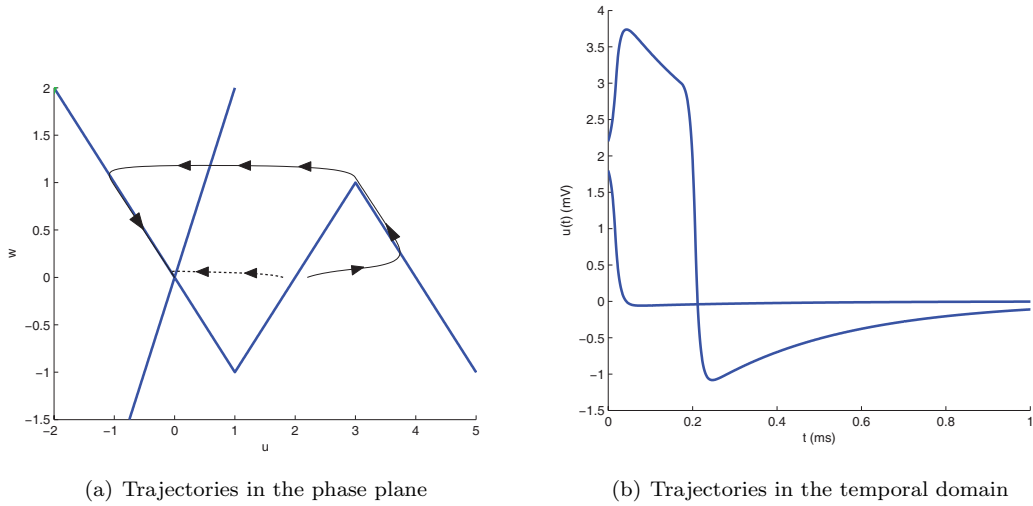 2
1.5
1
0.5
0
−0.5
−1
−1.5
w
−2 −1 0 1 2 3 4 5
u
4
3.5
3
2.5
2
1.5
1
0.5
0
−0.5
−1
−1.5
u(t) (mV)
0 0.2 0.4 0.6 0.8 1
t (ms)
(a) Trajectories in the phase plane
(b) Trajectories in the temporal domain